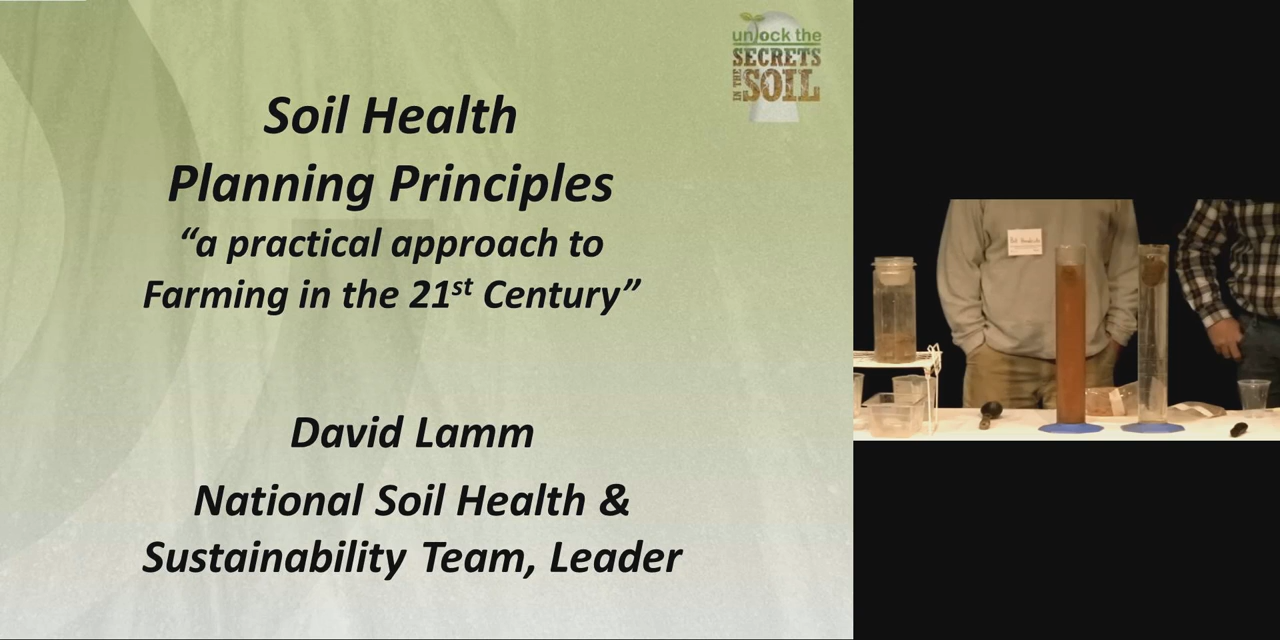 unlock the
SECRETS
IN THE
SOIL
Soil Health
Planning Principles
“a practical approach to
Farming in the 21st Century”
David Lamm
National Soil Health &
Sustainability Team, Leader